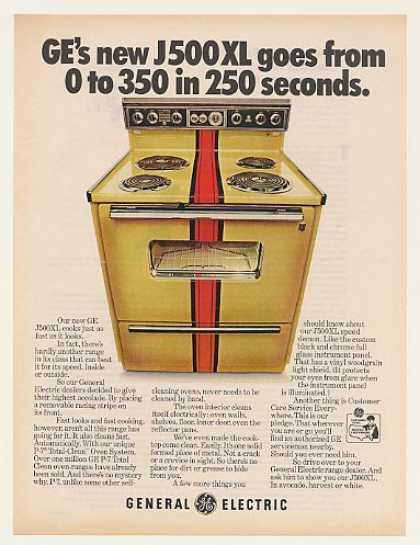 GE's new J500XL goes from
0 to 350 in 250 seconds.
Our new GE
J500XL cooks just as
fast as it looks.
In fact, there's
hardly another range
in its class that can beat
it for its speed. Inside
or outside.
So our General
Electric dealers decided to give
their highest accolade. By placing
a removable racing stripe on
its front.
Fast looks and fast cooking,
however, aren't all this range has
going for it. It also cleans fast.
Automatically. With our unique
P-7® Total-Clean™ Oven System.
Over one million GE P-7 Total
Clean oven ranges have already
been sold. And there's no mystery
why. P-7, unlike some other self-
cleaning ovens, never needs to be
cleaned by hand.
The oven interior cleans
itself electrically: oven walls,
shelves, floor, inner door, even the
reflector pans.
We've even made the cook-
top come clean. Easily. It's one solid
formed piece of metal. Not a crack
or a crevice in sight. So there's no
place for dirt or grease to hide
from you.
A few more things you
should know about
our J500XL speed
demon. Like the custom
black and chrome full
glass instrument panel.
That has a vinyl woodgrain
light shield. (It protects
your eyes from glare when
the instrument panel
is illuminated.)
Another thing is Customer
Care Service Every-
where. This is our
pledge. That wherever
you are or go you'll
find an authorized GE
serviceman nearby.
Should you ever need him.
So drive over to your
General Electric range dealer. And
ask him to show you our J500XL.
In avocado, harvest or white.
GENERAL GE ELECTRIC